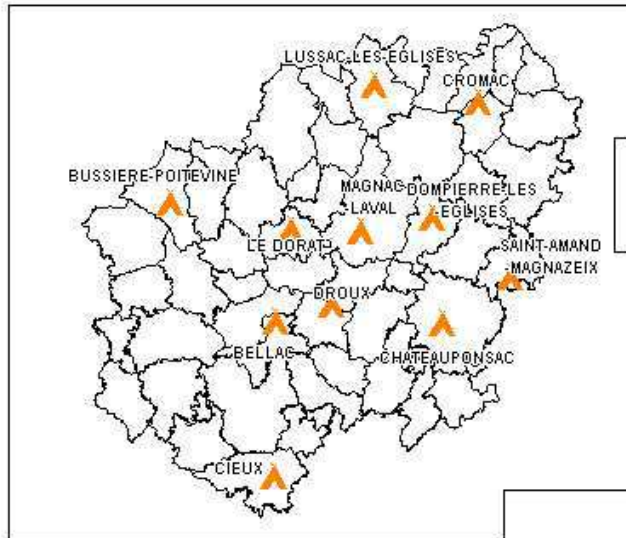 LUSSAC-LES-EGLISES
CROMAC
BUSSIERE-POITEVINE
MAGNAC
-LAVAL
DOMPIERRE-LES
-EGLISES
LE DORAT
SAINT-AMAND
-MAGNAZEIX
DROUX
BELLAC
CHATEAUPONSAC
CIEUX